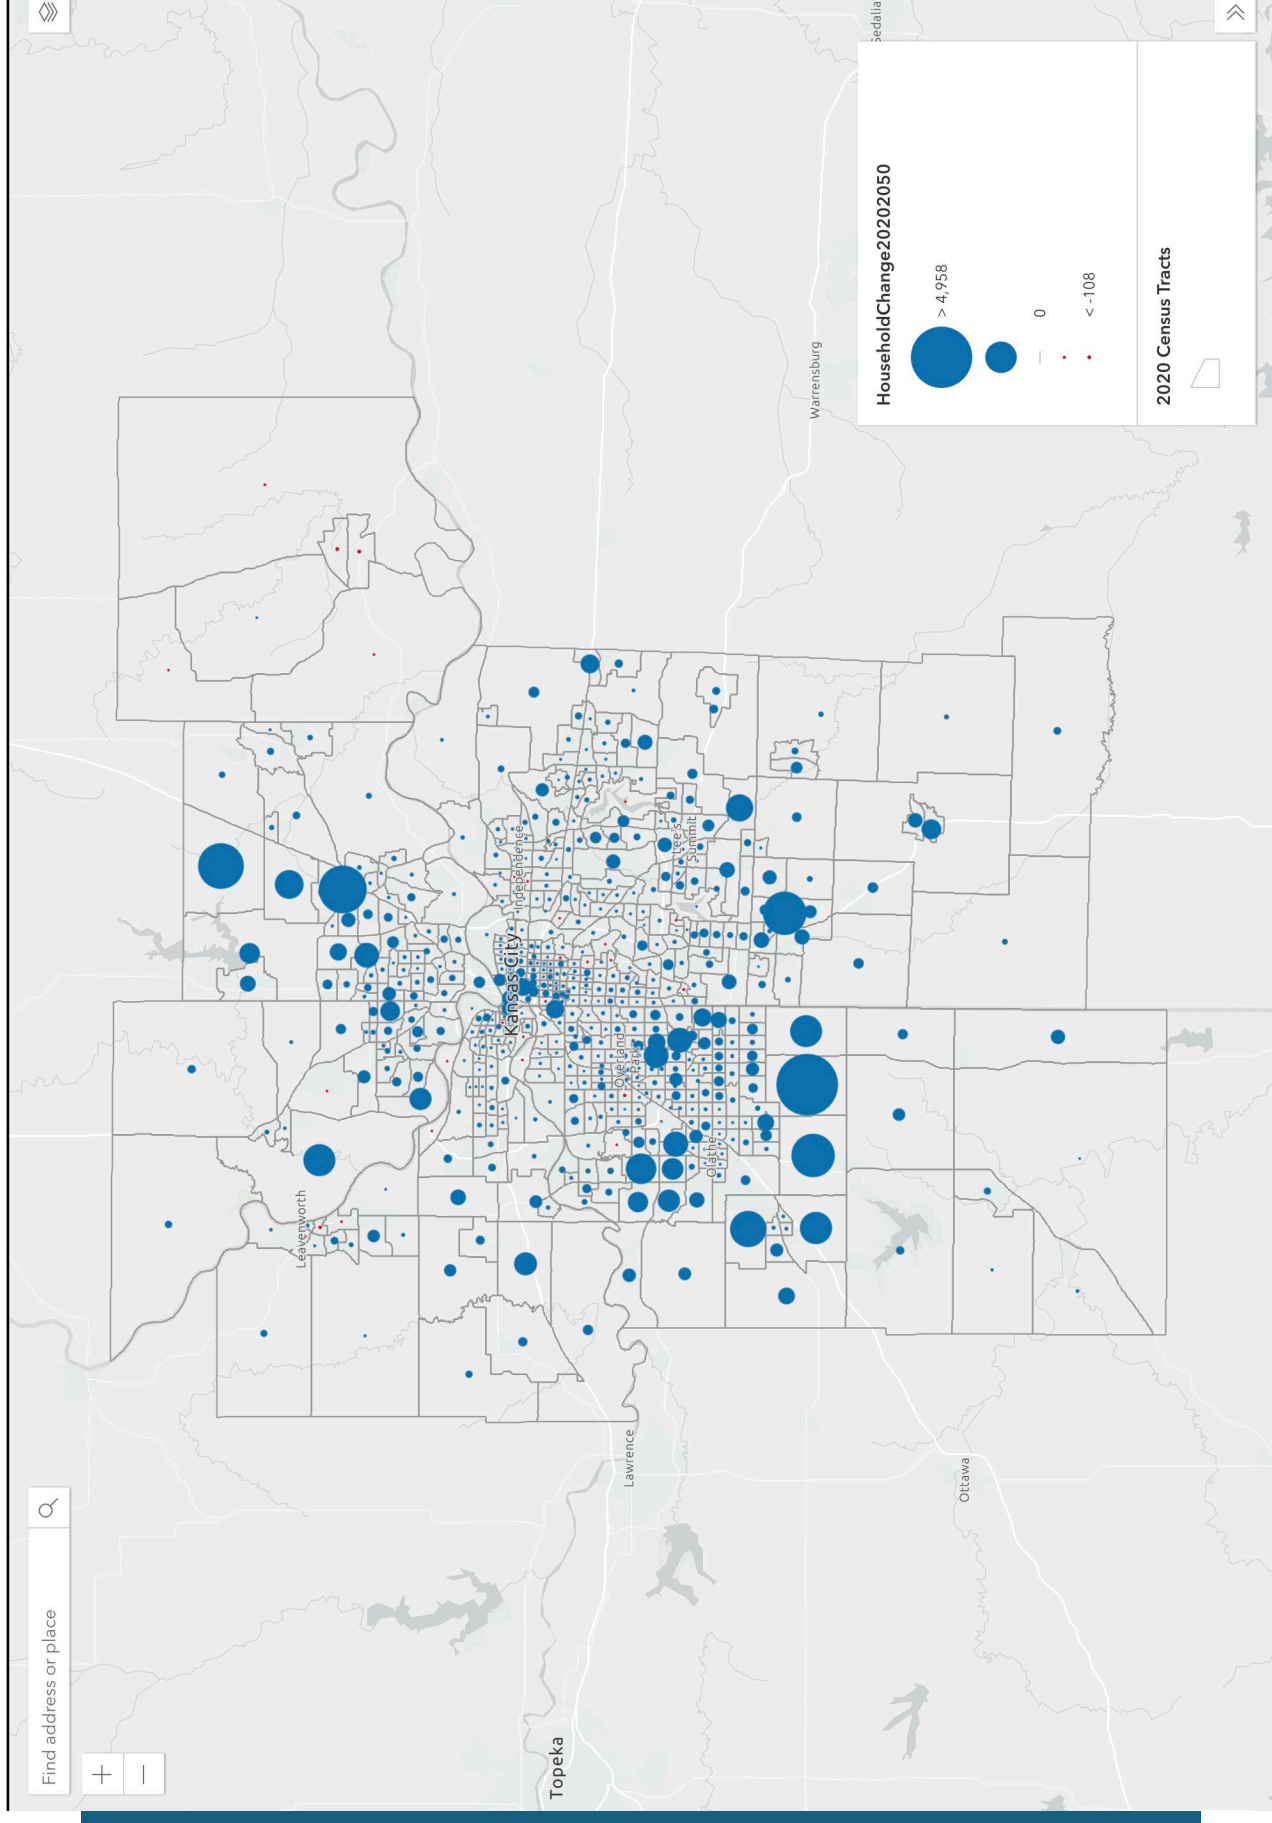 Find address or place
Leavenworth
Kansas City
Independence
Topeka
Lawrence
Overland
Park
Lee's
Summit
Olathe
Warrensburg
Sedalia
Ottawa
HouseholdChange20202050
> 4,958
0
< -108
2020 Census Tracts